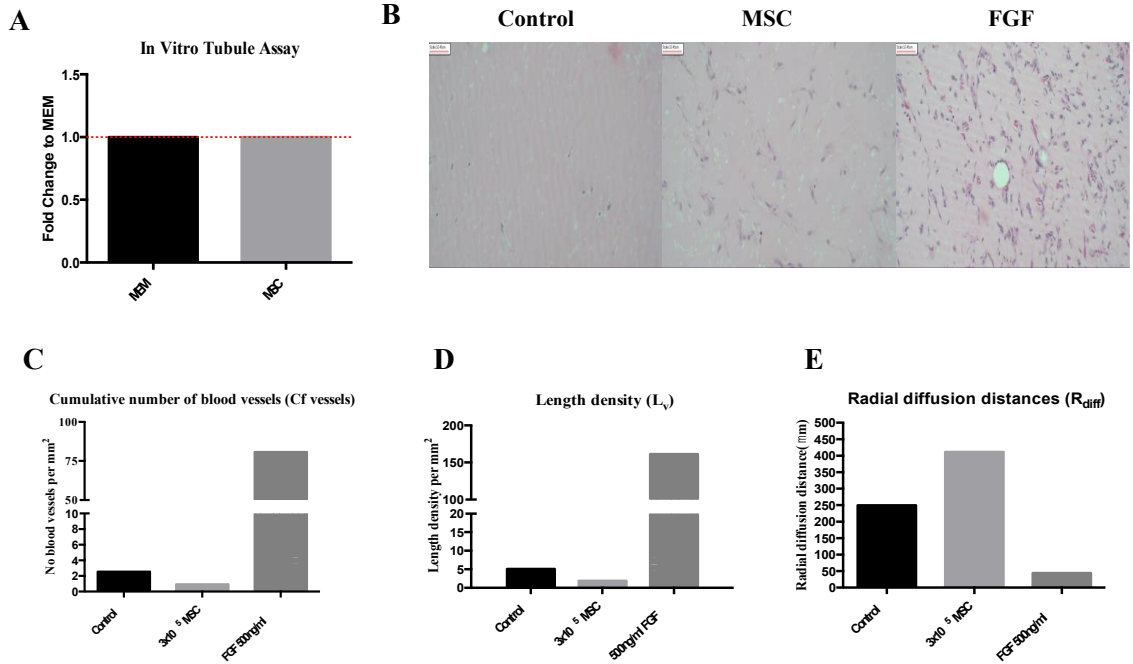 A
In Vitro Tubule Assay
Fold Change to MEM
1.5
1.0
0.5
0.0
MEM
MSC
B
Control
MSC
FGF
C
Cumulative number of blood vessels (Cf vessels)
No blood vessels per mm2
100
75
50
10
8
6
4
2
0
Control
3x10 5 MSC
FGF 500ng/ml
D
Length density (Lv)
Length density per mm2
200
150
100
20
15
10
5
0
Control
3x10 5 MSC
500ng/ml FGF
E
Radial diffusion distances (Rdiff)
Radial diffusion distance(m)
500
450
400
350
300
250
200
150
100
50
0
Control
3x10 5 MSC
FGF 500ng/ml